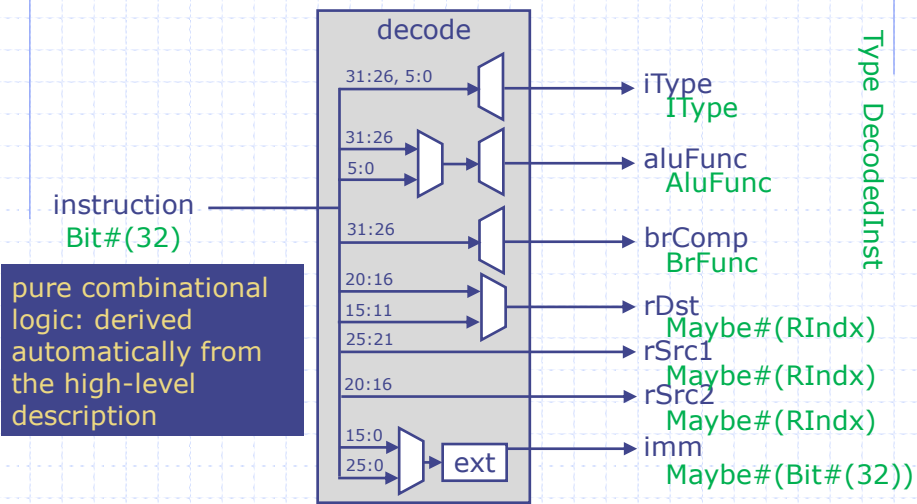 decode
31:26, 5:0
iType
IType
31:26
5:0
aluFunc
AluFunc
instruction
Bit#(32)
31:26
brComp
BrFunc
20:16
15:11
rDst
Maybe#(RIndx)
25:21
rSrc1
Maybe#(RIndx)
20:16
rSrc2
Maybe#(RIndx)
15:0
25:0
ext
imm
Maybe#(Bit#(32))
pure combinational
logic: derived
automatically from
the high-level
description
Type DecodedInst